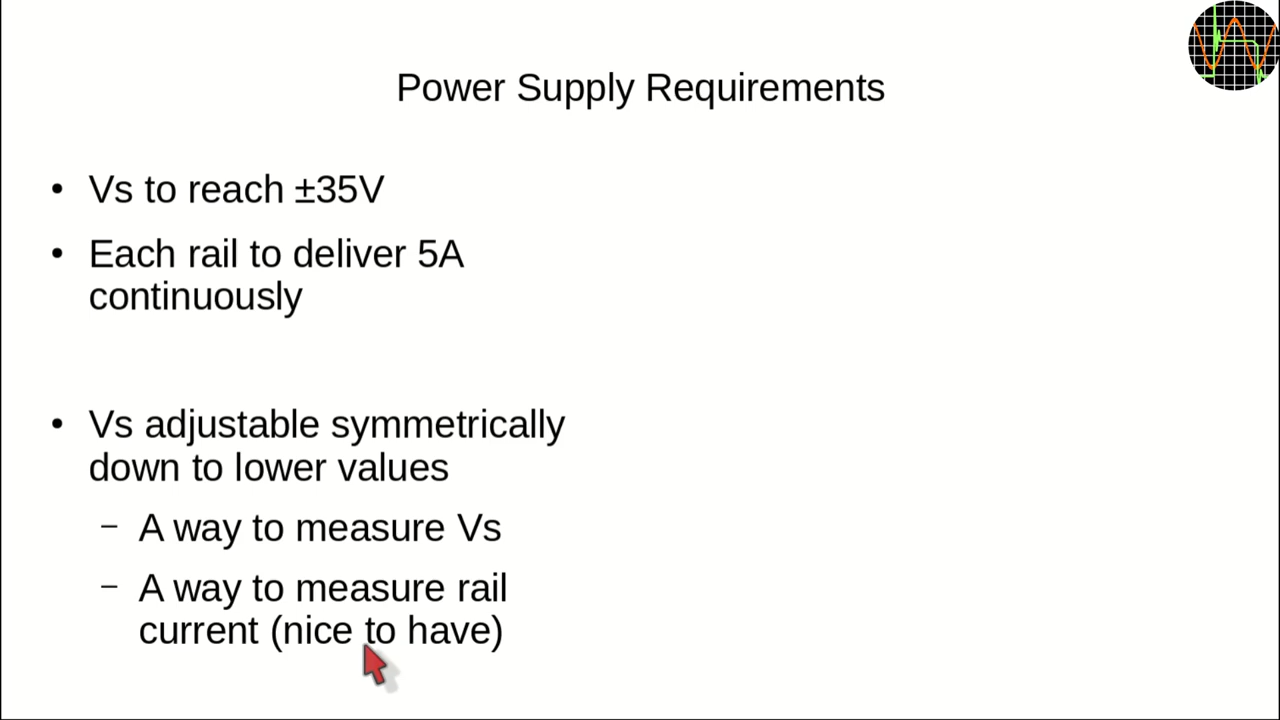 Power Supply Requirements
• Vs to reach ±35V
• Each rail to deliver 5A
continuously
• Vs adjustable symmetrically
down to lower values
– A way to measure Vs
– A way to measure rail
current (nice to have)